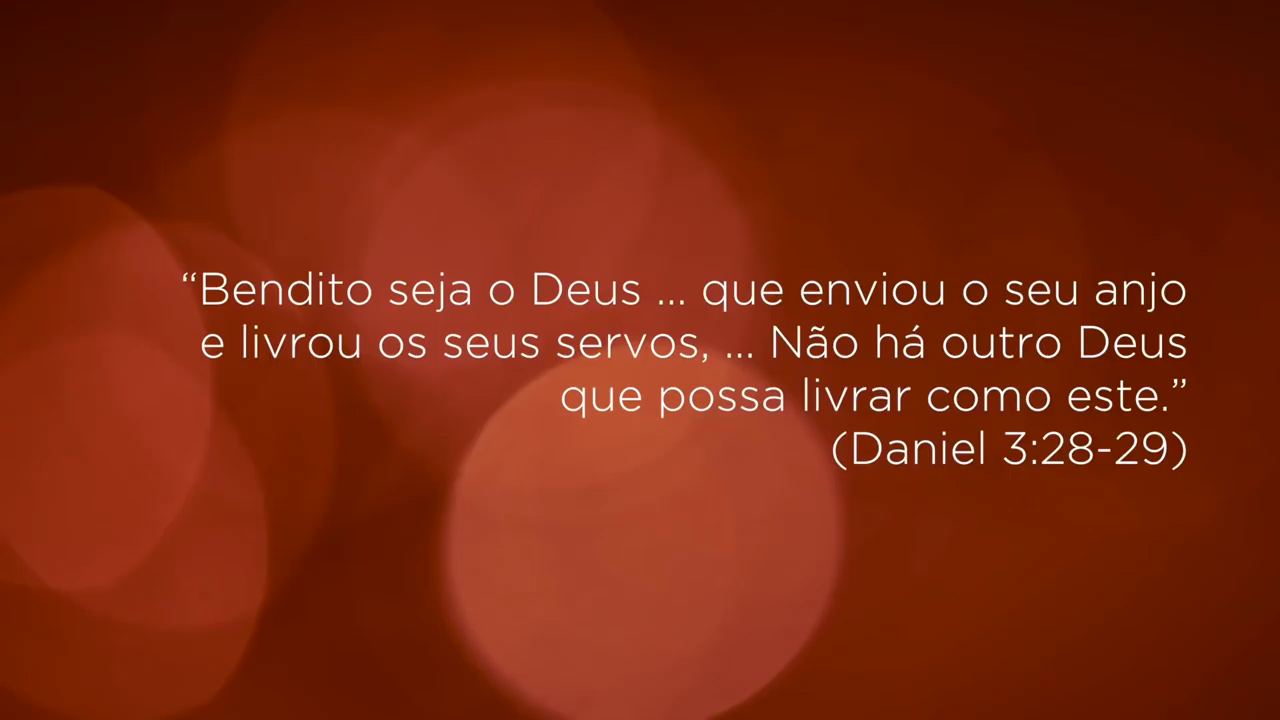 “Bendito seja o Deus ... que enviou o seu anjo
e livrou os seus servos, ... Não há outro Deus
que possa livrar como este.”
(Daniel 3:28-29)